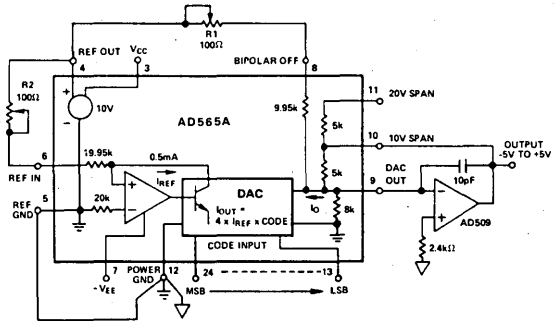 R1
100Ω
REF OUT
4
VCC
3
BIPOLAR OFF
8
R2
100Ω
+
-
10V
AD565A
9.95k
11
20V SPAN
5k
10
10V SPAN
5k
OUTPUT
-5V TO +5V
6
REF IN
19.95k
0.5mA
IREF
+
-
DAC
IOUT =
4 x IREF x CODE
IO
9
DAC
OUT
8k
10pF
-
+
AD509
2.4kΩ
REF
GND
5
20k
CODE INPUT
7
-VEE
POWER
GND
12
24
13
MSB
LSB